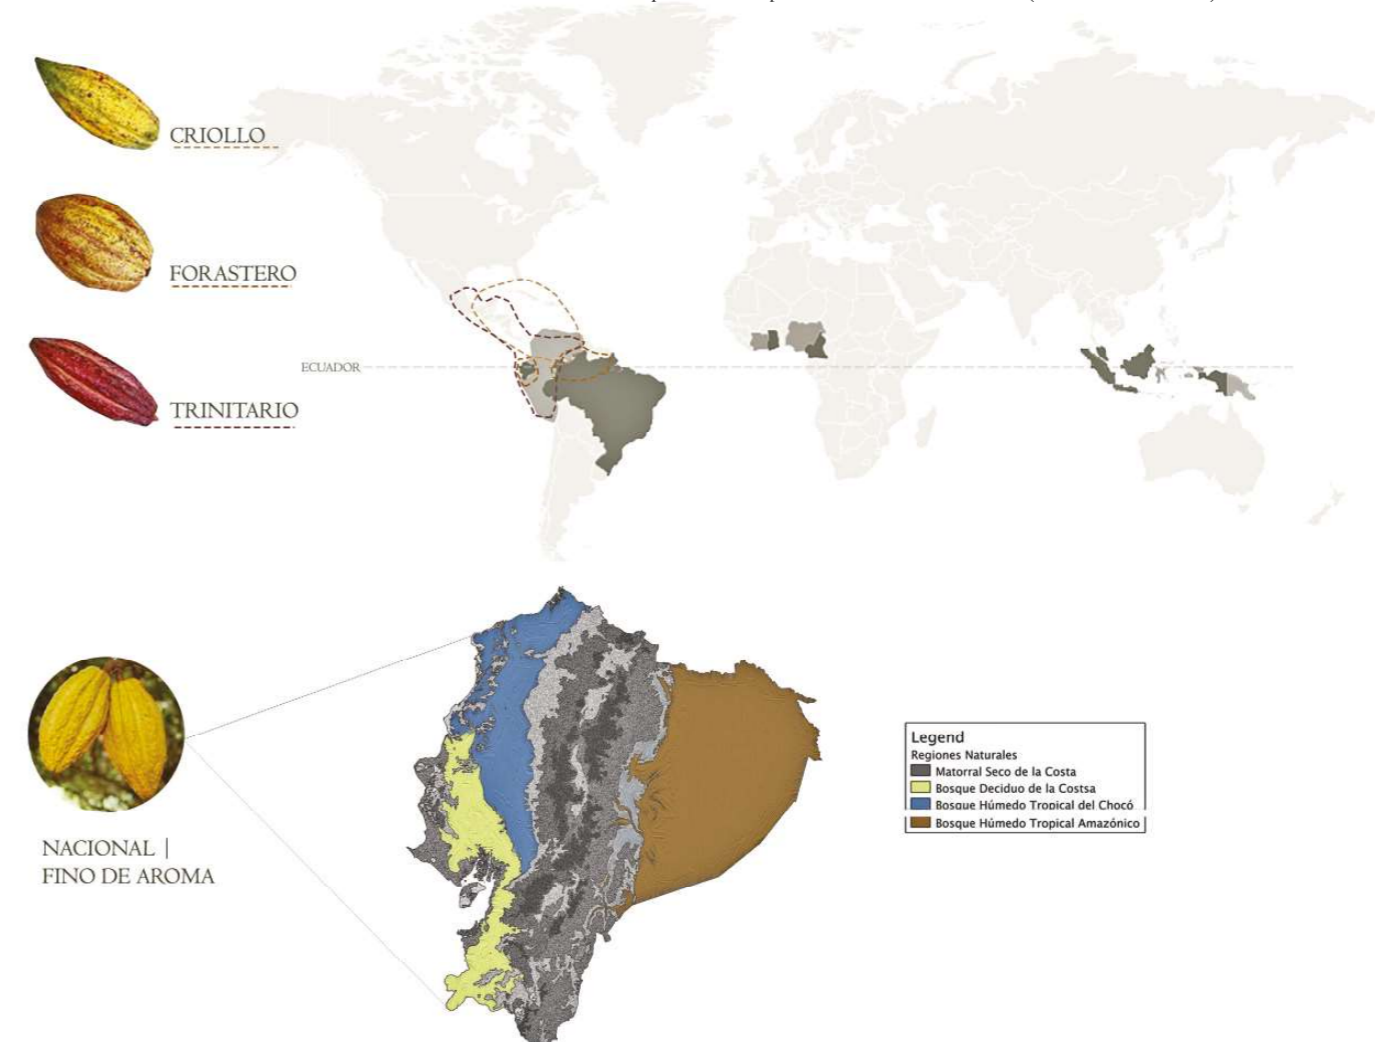 CRIOLLO
FORASTERO
ECUADOR
TRINITARIO
NACIONAL |
FINO DE AROMA
Legend
Regiones Naturales
Matorral Seco de la Costa
Bosque Deciduo de la Costsa
Bosque Húmedo Tropical del Chocó
Bosque Húmedo Tropical Amazónico